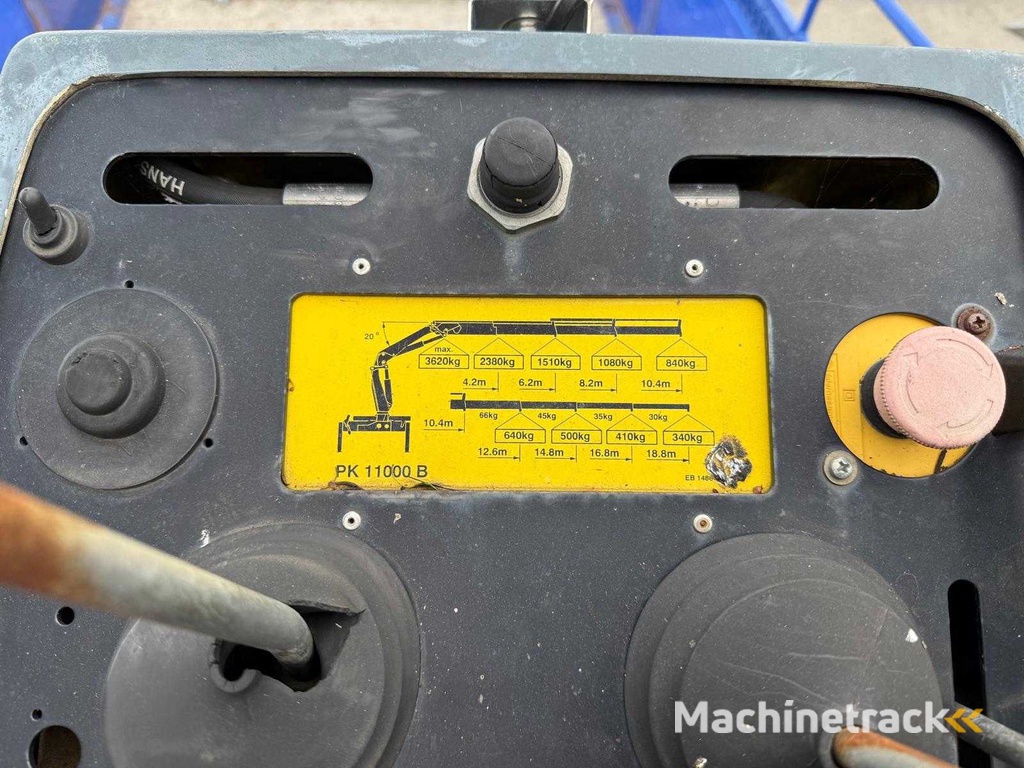 HANS
20°
max.
3620kg 2380kg 1510kg 1080kg 840kg
4.2m 6.2m 8.2m 10.4m
10.4m 66kg 45kg 35kg 30kg
640kg 500kg 410kg 340kg
12.6m 14.8m 16.8m 18.8m
PK 11000 B
EB
Machinetrack